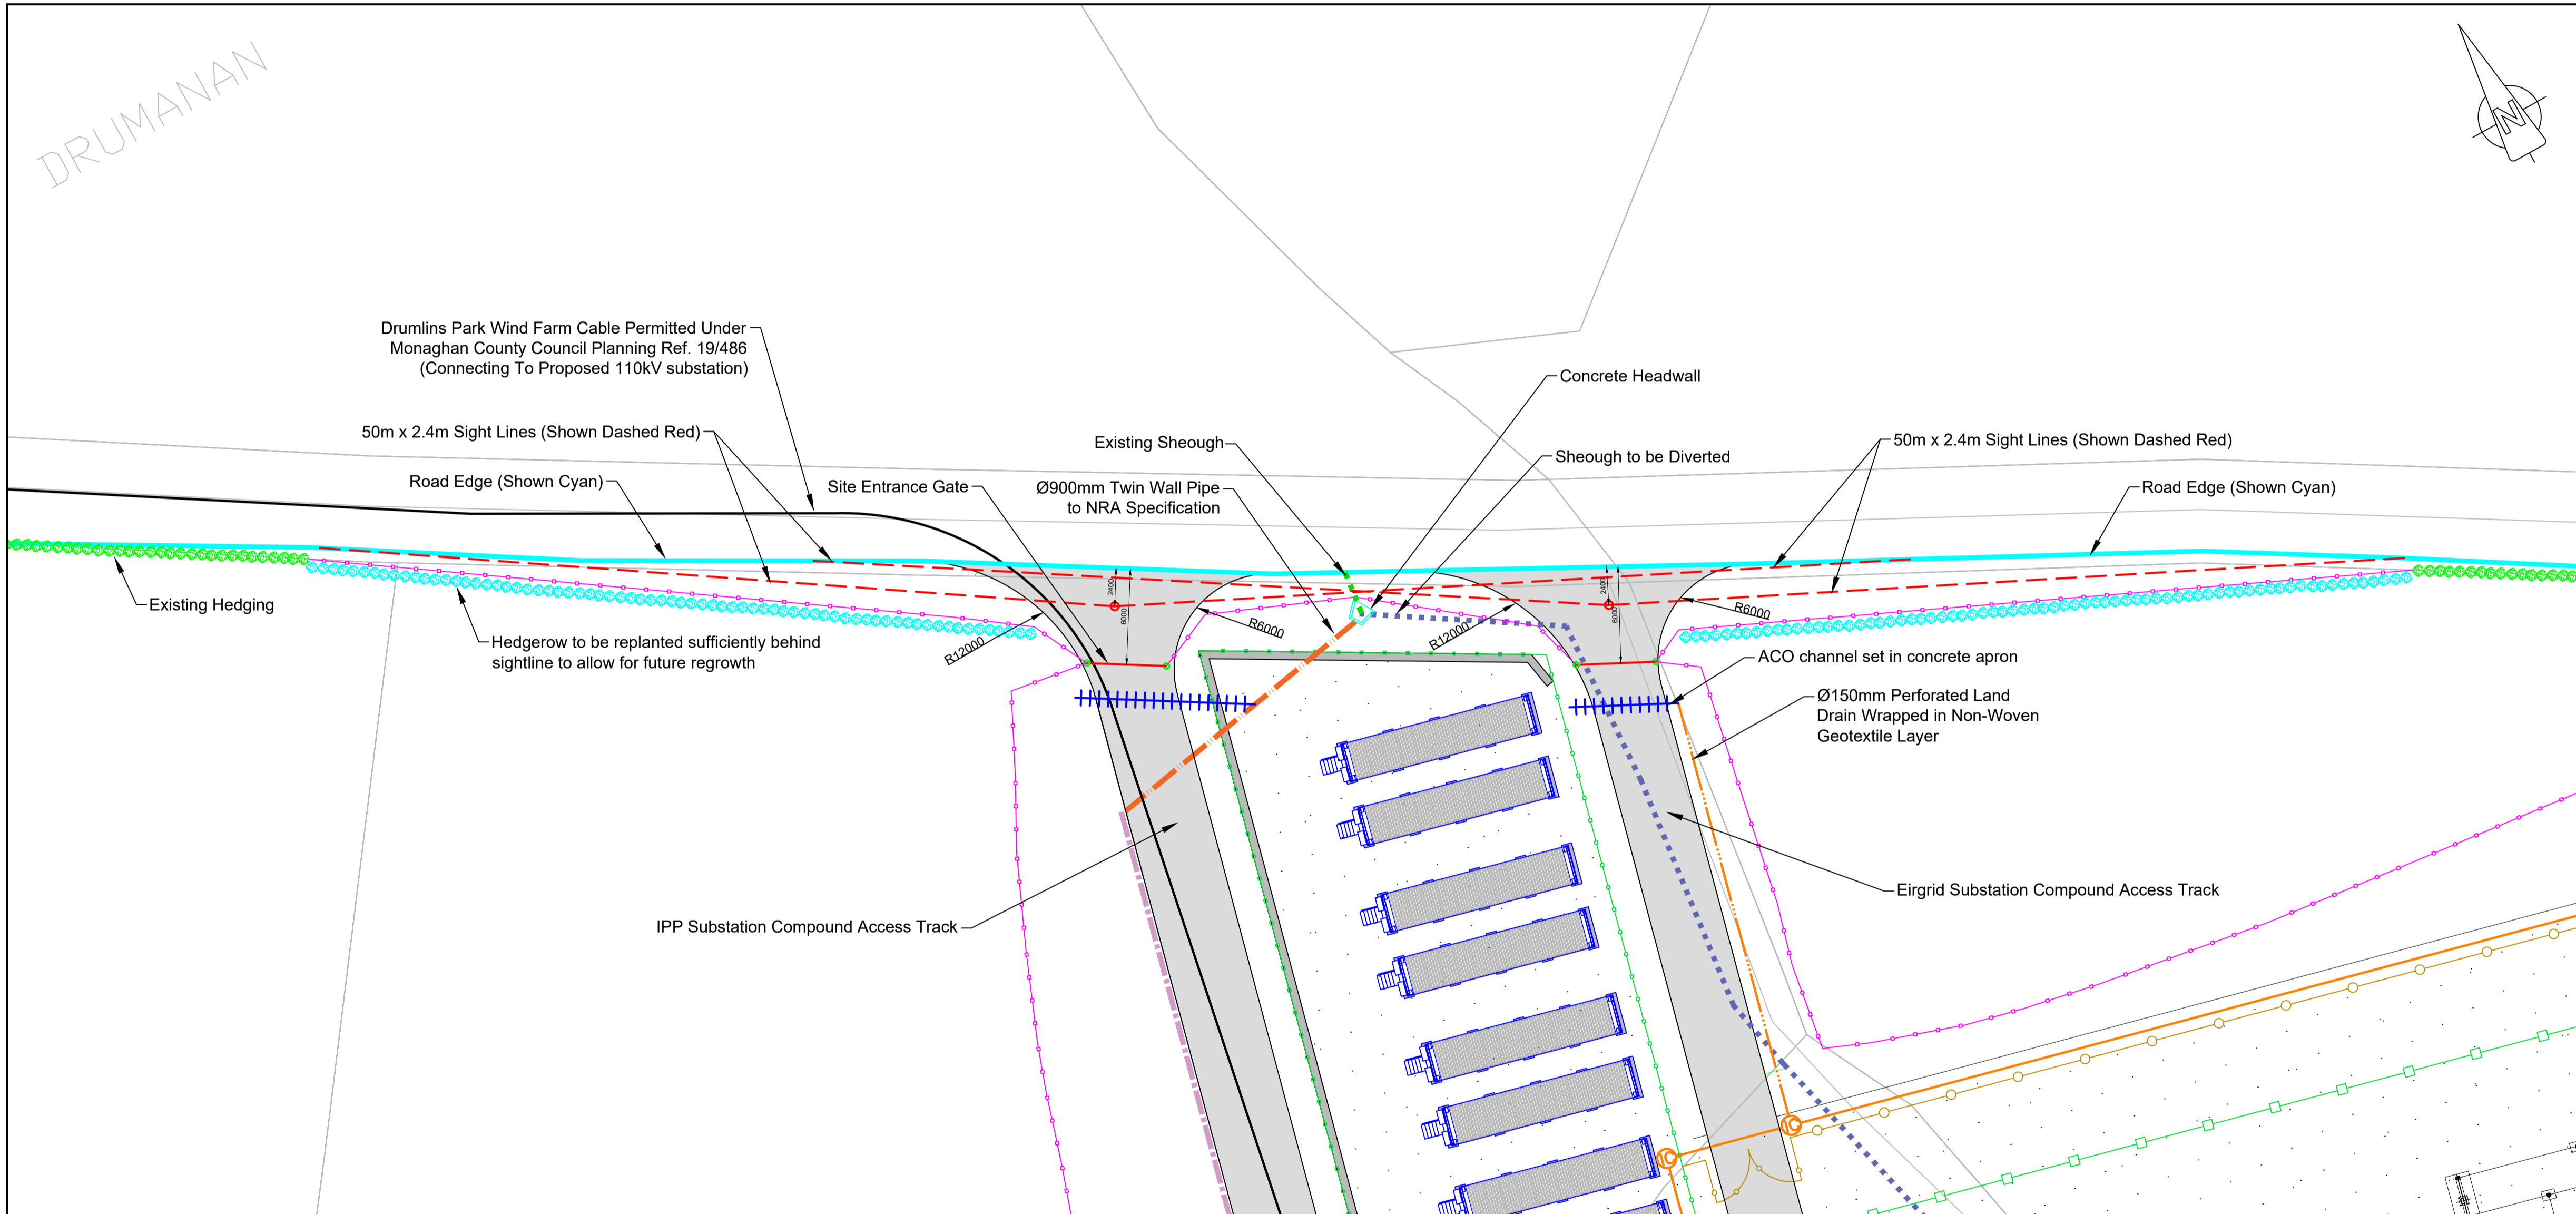 DRUMANAN
N
Drumlins Park Wind Farm Cable Permitted Under
Monaghan County Council Planning Ref. 19/486
(Connecting To Proposed 110kV substation)
Concrete Headwall
50m x 2.4m Sight Lines (Shown Dashed Red)
Existing Sheough
Sheough to be Diverted
50m x 2.4m Sight Lines (Shown Dashed Red)
Road Edge (Shown Cyan)
Site Entrance Gate
Ø900mm Twin Wall Pipe
to NRA Specification
Road Edge (Shown Cyan)
Existing Hedging
2400
6000
2400
6000
R12000
R6000
R12000
R6000
Hedgerow to be replanted sufficiently behind
sightline to allow for future regrowth
ACO channel set in concrete apron
Ø150mm Perforated Land
Drain Wrapped in Non-Woven
Geotextile Layer
IPP Substation Compound Access Track
Eirgrid Substation Compound Access Track
IC
IC